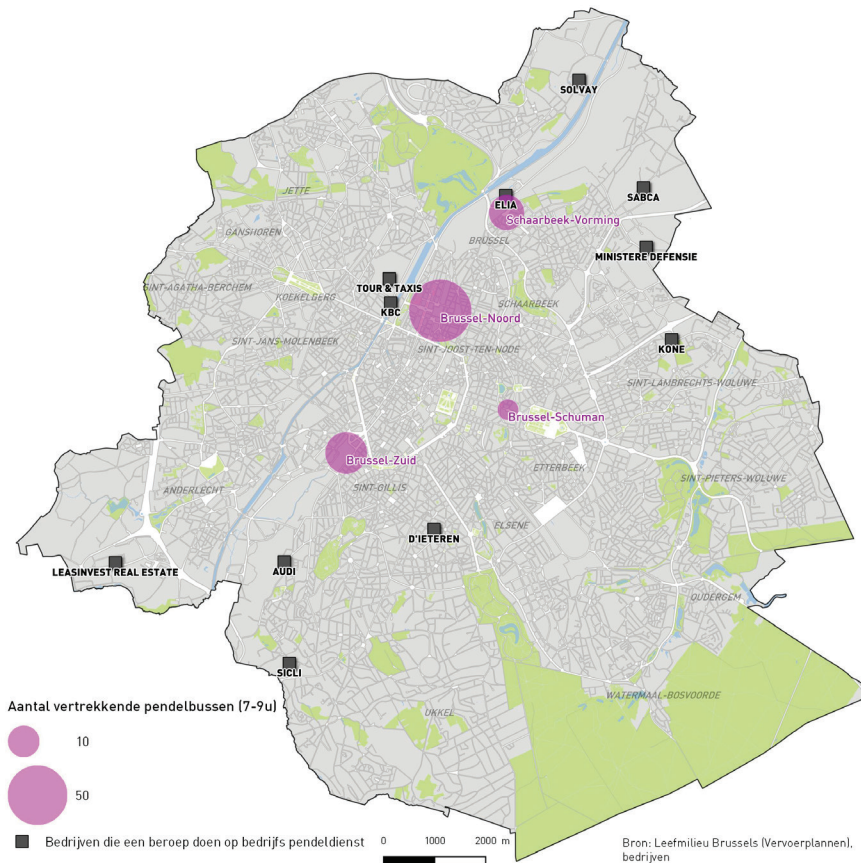 SOLVAY
SABCA
ELIA
JETTE
Schaarbeek-Vorming
GANSHOREN
BRUSSEL
MINISTERE DEFENSIE
SINT-AGATHA-BERCHEM
TOUR & TAXIS
KOEKELBERG
SCHAARBEEK
KBC
Brussel-Noord
SINT-JANS-MOLENBEEK
SINT-JOOST-TEN-NODE
KONE
SINT-LAMBRECHTS-WOLUWE
Brussel-Schuman
Brussel-Zuid
ETTERBEEK
SINT-PIETERS-WOLUWE
ANDERLECHT
SINT-GILLIS
ELSENE
D'IETEREN
LEASINVEST REAL ESTATE
AUDI
OUDERGEM
SICLI
WATERMAAL-BOSVOORDE
UKKEL
Aantal vertrekkende pendelbussen (7-9u)
10
50
Bedrijven die een beroep doen op bedrijfs pendeldienst
0 1000 2000 m
Bron: Leefmilieu Brussels (Vervoerplannen),
bedrijven